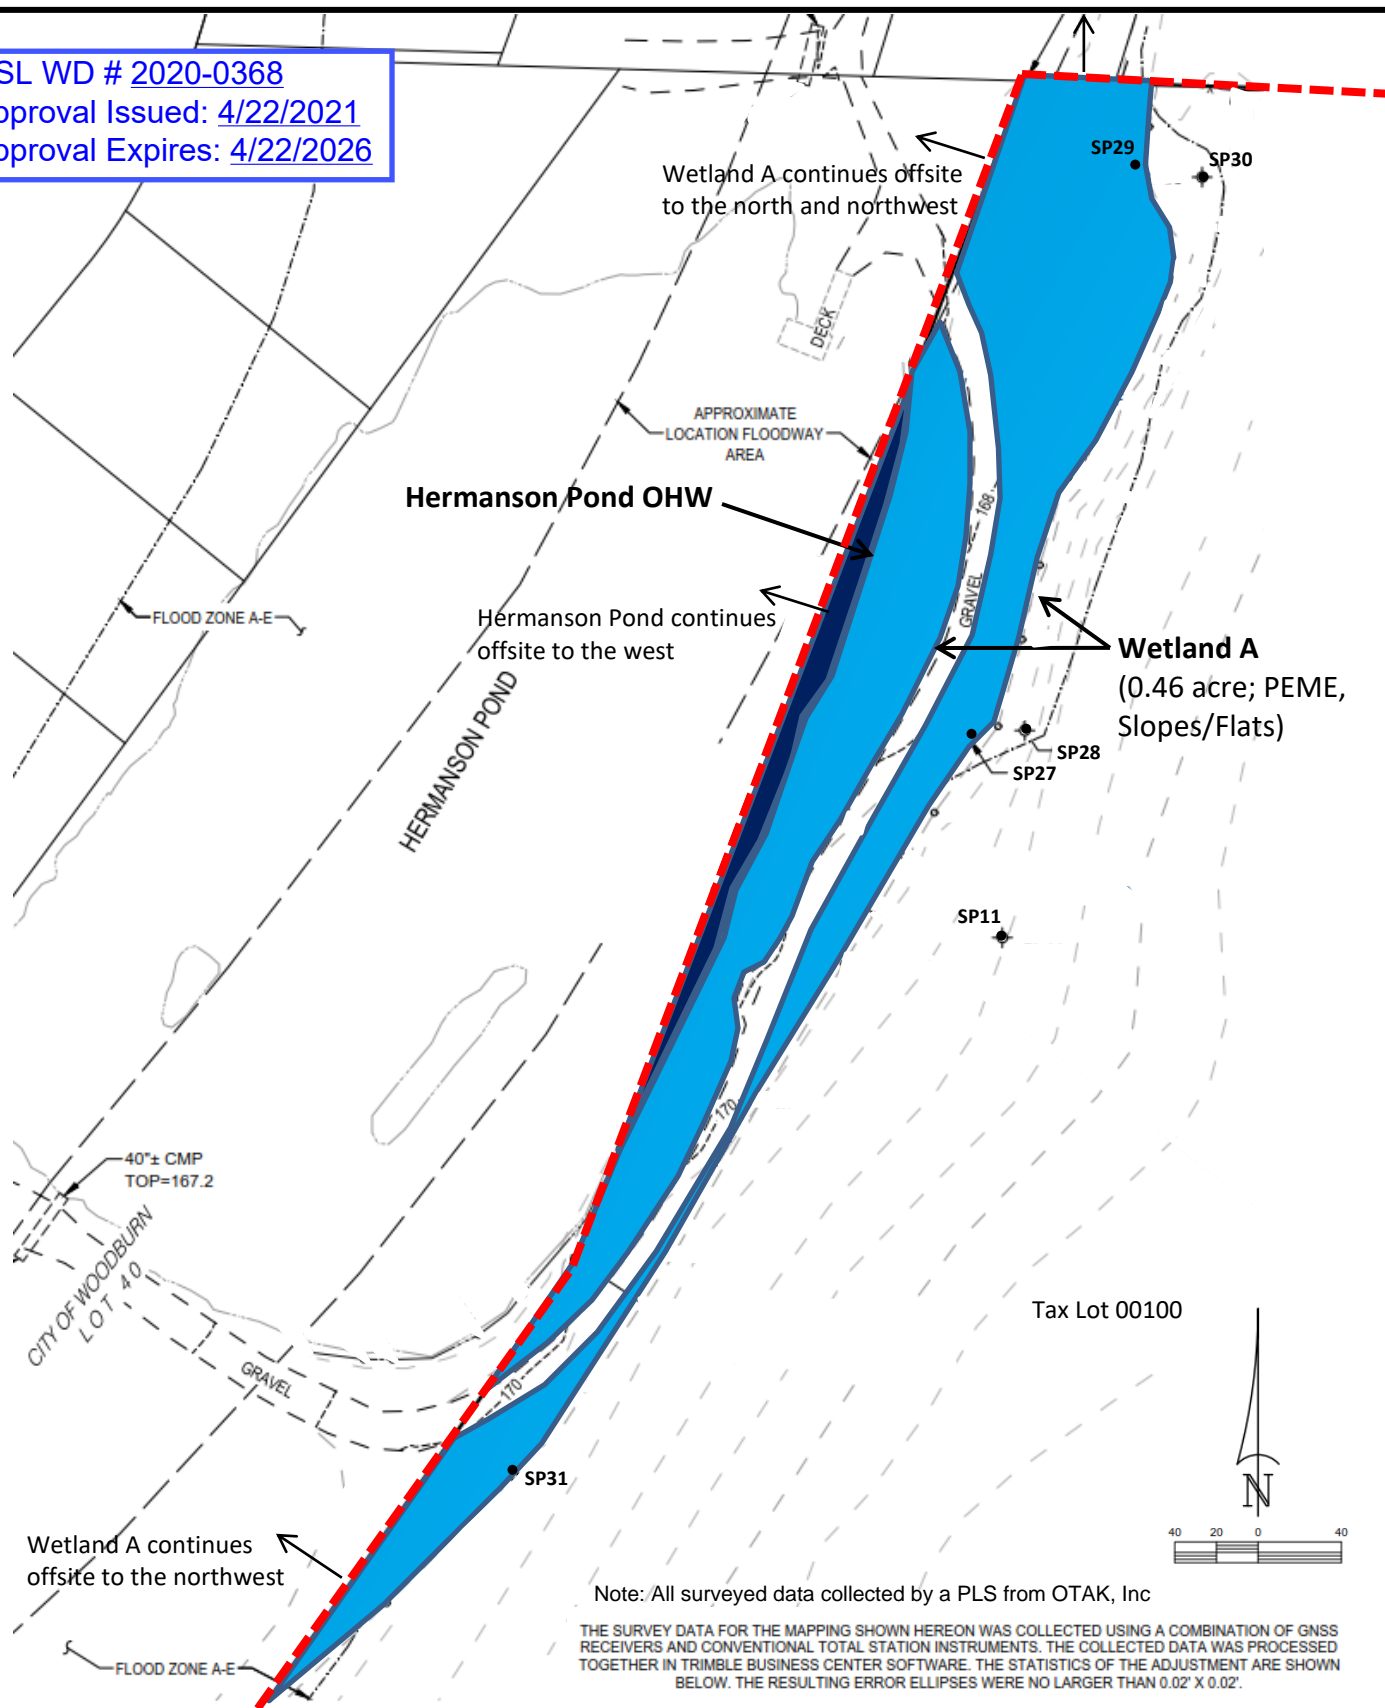 SL WD # 2020-0368
pproval Issued: 4/22/2021
pproval Expires: 4/22/2026
SP29
SP30
Wetland A continues offsite
to the north and northwest
DECK
APPROXIMATE
LOCATION FLOODWAY
AREA
Hermanson Pond OHW
168
GRAVEL
FLOOD ZONE A-E
Hermanson Pond continues
offsite to the west
Wetland A
(0.46 acre; PEME,
Slopes/Flats)
HERMANSON POND
SP28
SP27
SP11
170
40"± CMP
TOP=167.2
CITY OF WOODBURN
LOT 40
Tax Lot 00100
GRAVEL
170
N
SP31
40 20 0 40
Wetland A continues
offsite to the northwest
Note: All surveyed data collected by a PLS from OTAK, Inc
THE SURVEY DATA FOR THE MAPPING SHOWN HEREON WAS COLLECTED USING A COMBINATION OF GNSS
RECEIVERS AND CONVENTIONAL TOTAL STATION INSTRUMENTS. THE COLLECTED DATA WAS PROCESSED
TOGETHER IN TRIMBLE BUSINESS CENTER SOFTWARE. THE STATISTICS OF THE ADJUSTMENT ARE SHOWN
BELOW. THE RESULTING ERROR ELLIPSES WERE NO LARGER THAN 0.02' X 0.02'.
FLOOD ZONE A-E